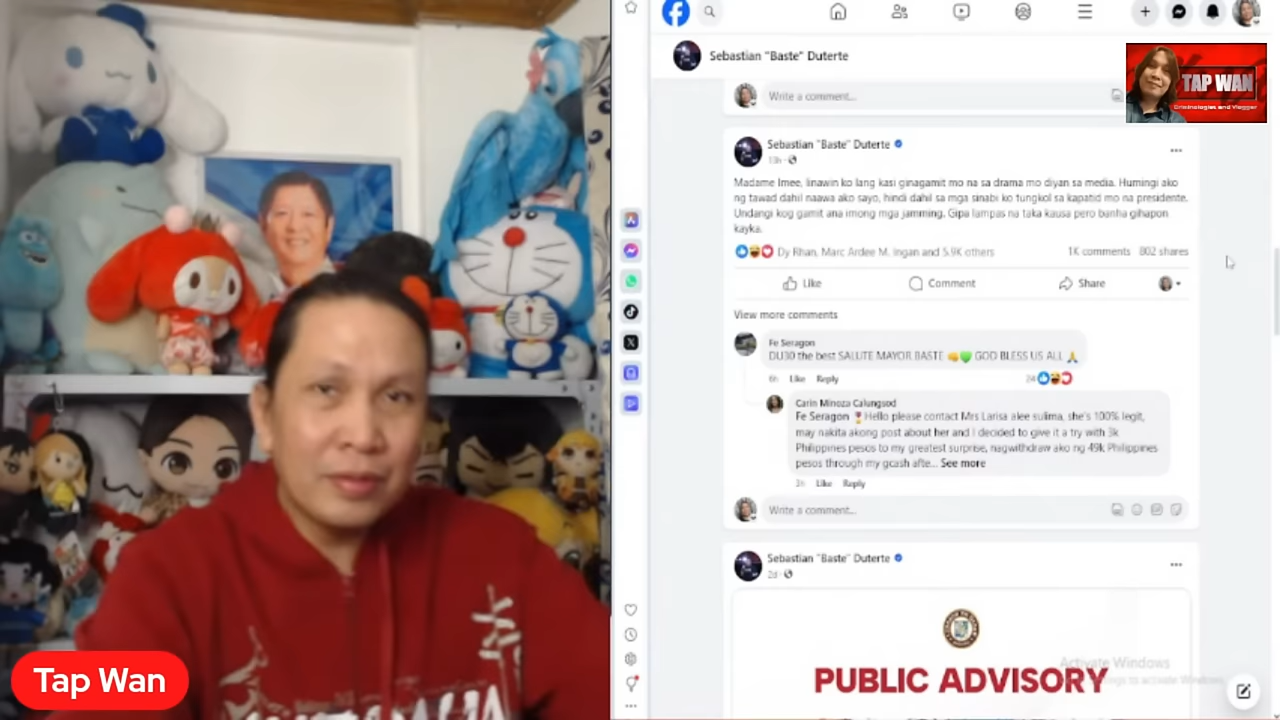 Sebastian "Baste" Duterte
TAP WAN
Criminologist and Vlogger
Write a comment...
Sebastian "Baste" Duterte
13h
Madame Imee, linawin ko lang kasi ginagamit mo na sa drama mo diyan sa media. Humingi ako
ng tawad dahil naawa ako sayo, hindi dahil sa mga sinabi ko tungkol sa kapatid mo na presidente.
Undangi kog gamit ana imong mga jamming. Gipa lampas na taka kausa pero banha gihapon
kayka.
Dy Rhan, Marc Ardee M. Ingan and 5.9K others
1K comments 802 shares
Like Comment Share
View more comments
Fe Seragon
DU30 the best SALUTE MAYOR BASTE 👊💚 GOD BLESS US ALL 🙏
6h Like Reply
24
Carin Minoza Calungsod
Fe Seragon 🎖️Hello please contact Mrs Larisa alee sulima, she's 100% legit,
may nakita akong post about her and I decided to give it a try with 3k
Philippines pesos to my greatest surprise, nagwithdraw ako ng 49k Philippines
pesos through my gcash afte... See more
3h Like Reply
Write a comment...
Sebastian "Baste" Duterte
2d
PUBLIC ADVISORY
Activate Windows
to activate Windows
Tap Wan